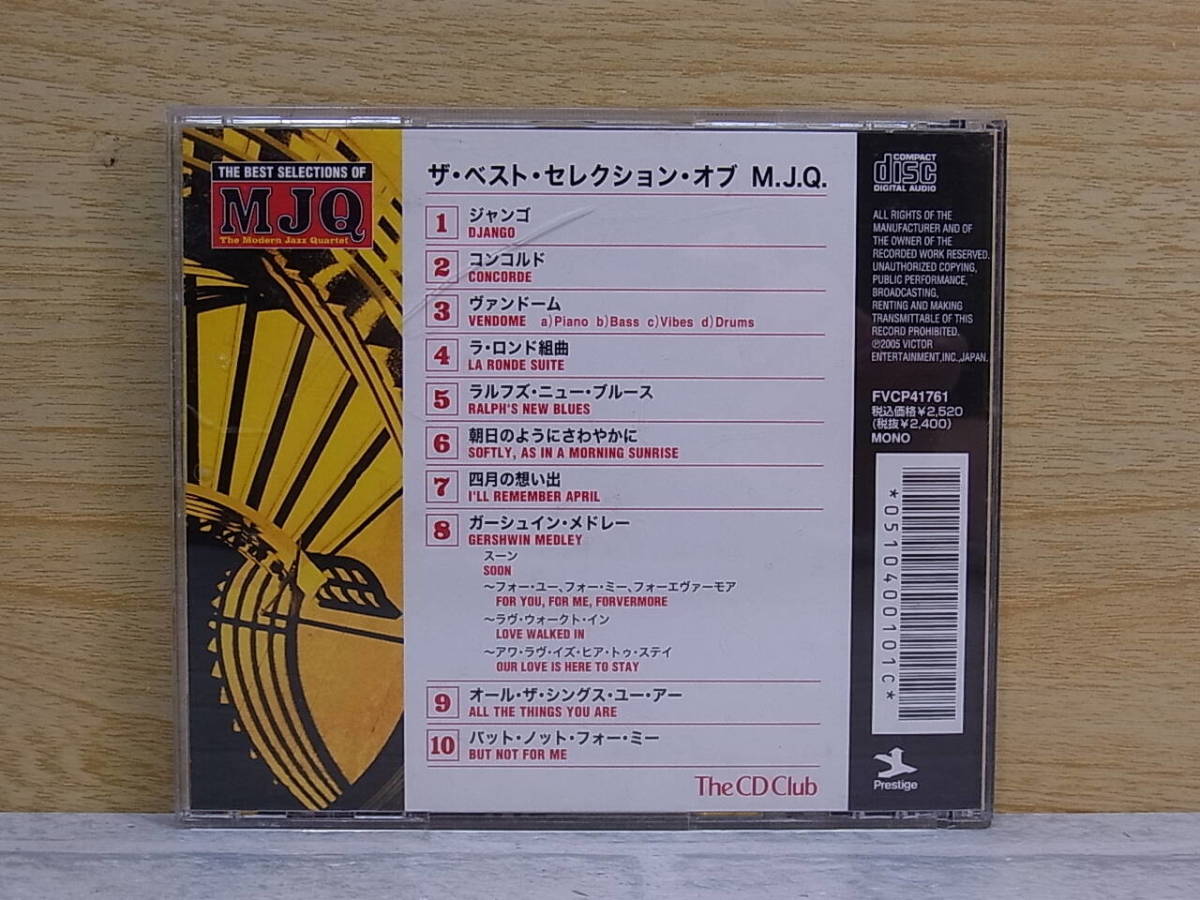 THE BEST SELECTIONS OF
MJQ
The Modern Jazz Quartet
ザ・ベスト・セレクション・オブ M.J.Q.
1 ジャンゴ
DJANGO
2 コンコルド
CONCORDE
3 ヴァンドーム
VENDOME a)Piano b)Bass c)Vibes d)Drums
4 ラ・ロンド組曲
LA RONDE SUITE
5 ラルフズ・ニュー・ブルース
RALPH'S NEW BLUES
6 朝日のようにさわやかに
SOFTLY, AS IN A MORNING SUNRISE
7 四月の想い出
I'LL REMEMBER APRIL
8 ガーシュイン・メドレー
GERSHWIN MEDLEY
スーン
SOON
～フォー・ユー、フォー・ミー、フォーエヴァーモア
FOR YOU, FOR ME, FORVERMORE
～ラヴ・ウォークト・イン
LOVE WALKED IN
～アワ・ラヴ・イズ・ヒア・トゥ・ステイ
OUR LOVE IS HERE TO STAY
9 オール・ザ・シングス・ユー・アー
ALL THE THINGS YOU ARE
10 バット・ノット・フォー・ミー
BUT NOT FOR ME
The CD Club
COMPACT
disc
DIGITAL AUDIO
ALL RIGHTS OF THE
MANUFACTURER AND OF
THE OWNER OF THE
RECORDED WORK RESERVED.
UNAUTHORIZED COPYING,
PUBLIC PERFORMANCE,
BROADCASTING,
RENTING AND MAKING
TRANSMITTABLE OF THIS
RECORD PROHIBITED.
℗2005 VICTOR
ENTERTAINMENT,INC.,JAPAN.
FVCP41761
税込価格¥2,520
(税抜¥2,400)
MONO
*0510400101C*
Prestige